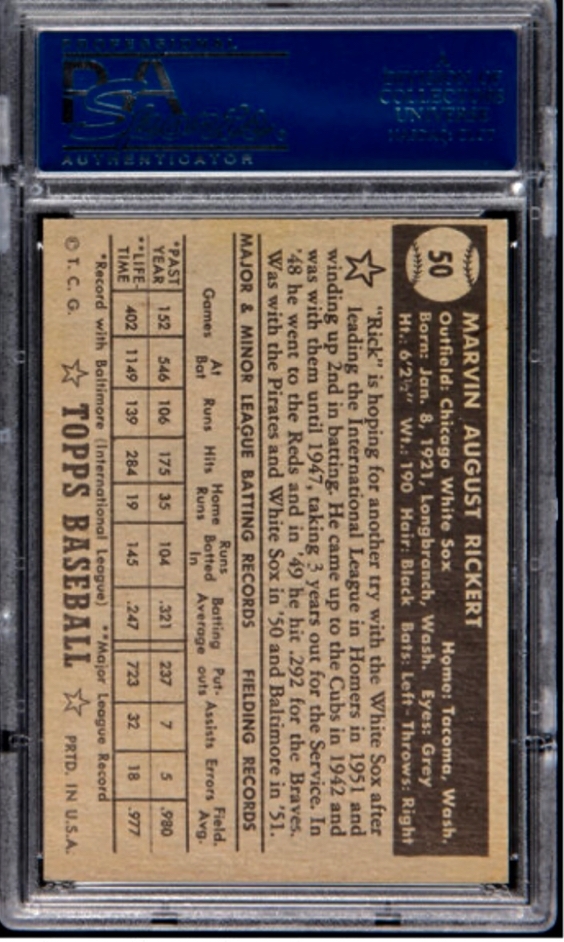 PROFESSIONAL
PSA
AUTHENTICATOR
A
DIVISION OF
COLLECTORS
UNIVERSE
50
MARVIN AUGUST RICKERT
Outfield: Chicago White Sox Home: Tacoma, Wash.
Born: Jan. 8, 1921, Longbranch, Wash. Eyes: Grey
Ht.: 6'2½" Wt.: 190 Hair: Black Bats: Left Throws: Right
"Rick" is hoping for another try with the White Sox after
leading the International League in Homers in 1951 and
winding up 2nd in batting. He came up to the Cubs in 1942 and
was with them until 1947, taking 3 years out for the Service. In
'48 he went to the Reds and in '49 he hit .292 for the Braves.
Was with the Pirates and White Sox in '50 and Baltimore in '51.
MAJOR & MINOR LEAGUE BATTING RECORDS FIELDING RECORDS
Games At Bat Runs Hits Home Runs Runs Batted In Batting Average Put-outs Assists Errors Field. Avg.
*PAST YEAR 152 546 106 175 35 104 .321 237 7 5 .980
**LIFE-TIME 402 1149 139 284 19 145 .247 723 32 18 .977
*Record with Baltimore (International League) **Major League Record
© T. C. G. ☆ TOPPS BASEBALL ☆ PRTD. IN U.S.A.